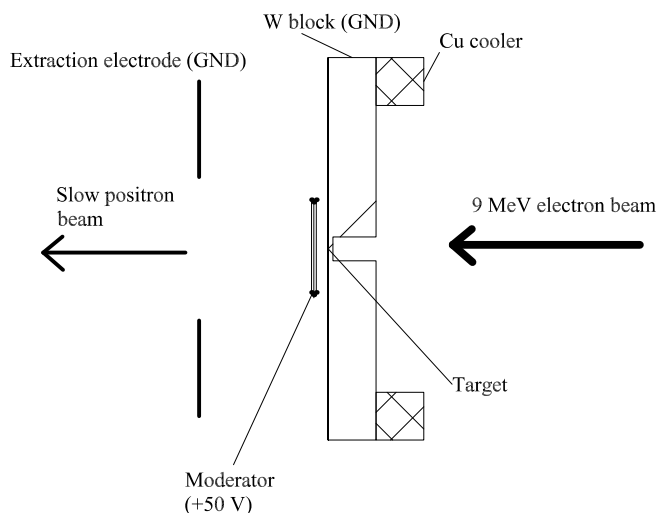 W block (GND)
Cu cooler
Extraction electrode (GND)
Slow positron
beam
9 MeV electron beam
Target
Moderator
(+50 V)